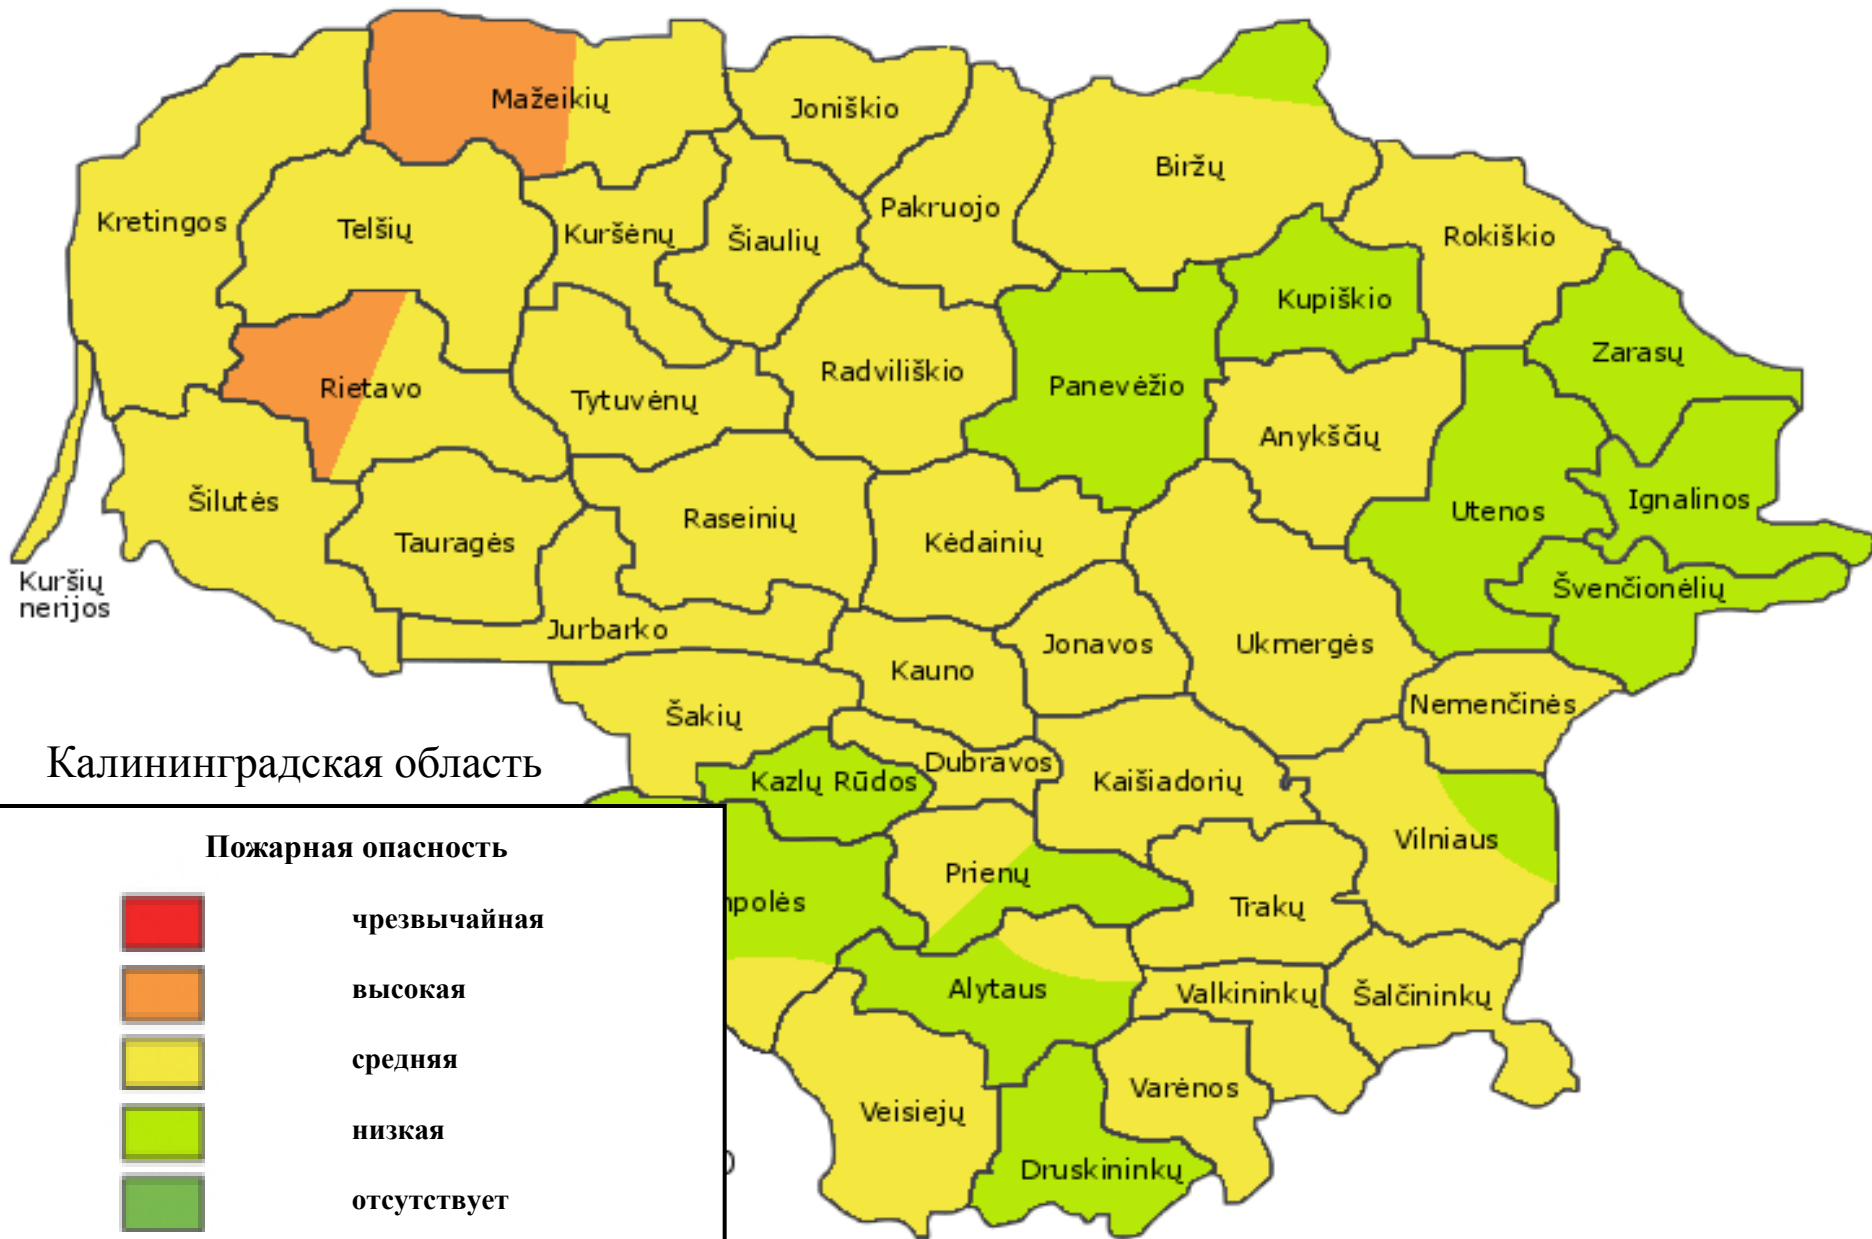 Mažeikių
Joniškio
Biržų
Kretingos
Telšių
Kuršėnų
Šiaulių
Pakruojo
Rokiškio
Kupiškio
Zarasų
Rietavo
Tytuvėnų
Radviliškio
Panevėžio
Anykščių
Šilutės
Tauragės
Raseinių
Kėdainių
Utenos
Ignalinos
Kuršių
nerijos
Švenčionėlių
Jurbarko
Kauno
Jonavos
Ukmergės
Nemenčinės
Šakių
Калининградская область
Kazlų Rūdos
Dubravos
Kaišiadorių
Vilniaus
Prienų
Trakų
polės
Alytaus
Valkininkų
Šalčininkų
Veisiejų
Varėnos
Druskininkų
Пожарная опасность
чрезвычайная
высокая
средняя
низкая
отсутствует